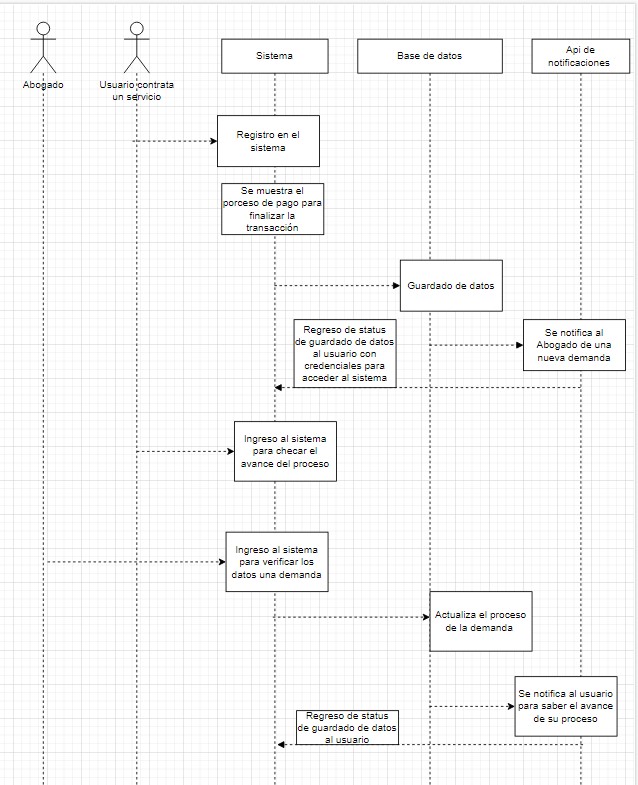 Abogado
Usuario contrata
un servicio
Sistema
Base de datos
Api de
notificaciones
Registro en el
sistema
Se muestra el
porceso de pago para
finalizar la
transacción
Guardado de datos
Regreso de status
de guardado de datos
al usuario con
credenciales para
acceder al sistema
Se notifica al
Abogado de una
nueva demanda
Ingreso al sistema
para checar el
avance del proceso
Ingreso al sistema
para verificar los
datos una demanda
Actualiza el proceso
de la demanda
Se notifica al usuario
para saber el avance
de su proceso
Regreso de status
de guardado de datos
al usuario